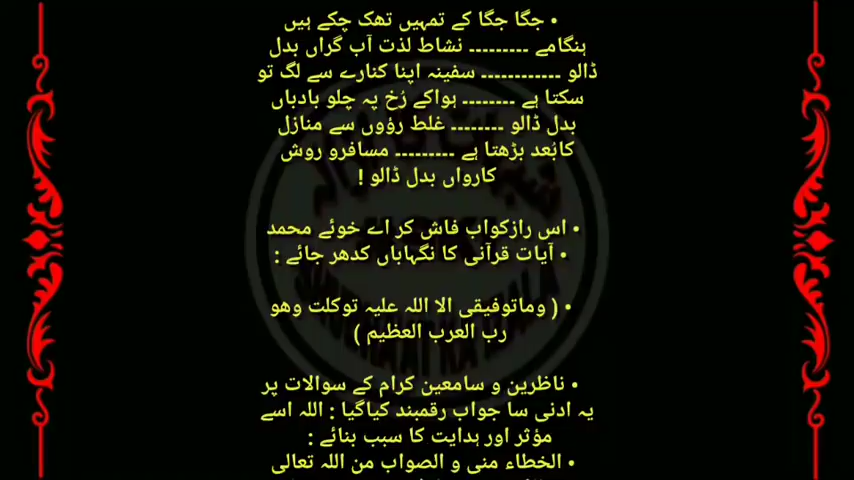 • جگا جگا کے تمہیں تھک چکے ہیں
ہنگامے --------- نشاط لذت آب گراں بدل
ڈالو ------------ سفینہ اپنا کنارے سے لگ تو
سکتا ہے -------- ہواکے رُخ پہ چلو بادباں
بدل ڈالو -------- غلط رؤوں سے منازل
کابُعد بڑھتا ہے --------- مسافرو روش
کارواں بدل ڈالو !
• اس رازکواب فاش کر اے خوئے محمد
• آیات قرآنی کا نگہاباں کدھر جائے :
• ( وماتوفیقی الا اللہ علیہ توکلت وھو
رب العرب العظیم )
• ناظرین و سامعین کرام کے سوالات پر
یہ ادنی سا جواب رقمبند کیاگیا : اللہ اسے
مؤثر اور ہدایت کا سبب بنائے :
• الخطاء منی و الصواب من اللہ تعالی